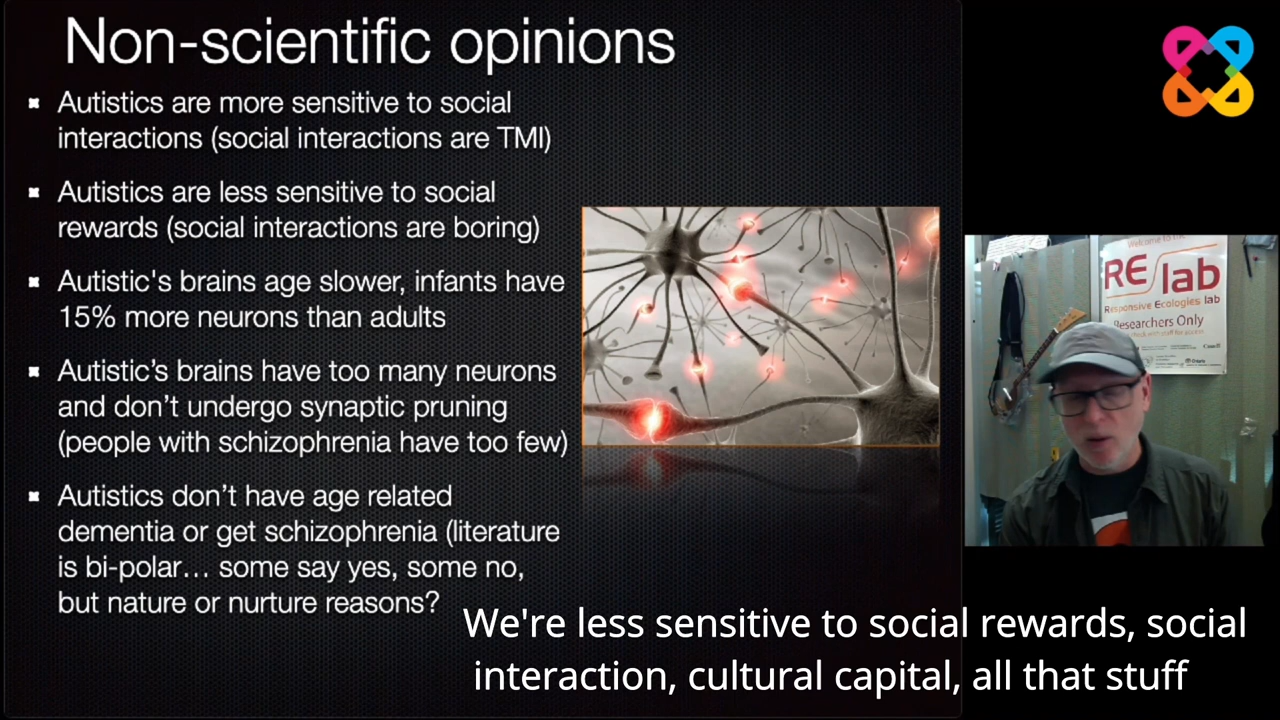 Non-scientific opinions
Autistics are more sensitive to social
interactions (social interactions are TMI)
Autistics are less sensitive to social
rewards (social interactions are boring)
Autistic's brains age slower, infants have
15% more neurons than adults
Autistic’s brains have too many neurons
and don’t undergo synaptic pruning
(people with schizophrenia have too few)
Autistics don’t have age related
dementia or get schizophrenia (literature
is bi-polar… some say yes, some no,
but nature or nurture reasons?
Welcome to the
RE lab
Responsive Ecologies lab
Researchers Only
We're less sensitive to social rewards, social
interaction, cultural capital, all that stuff